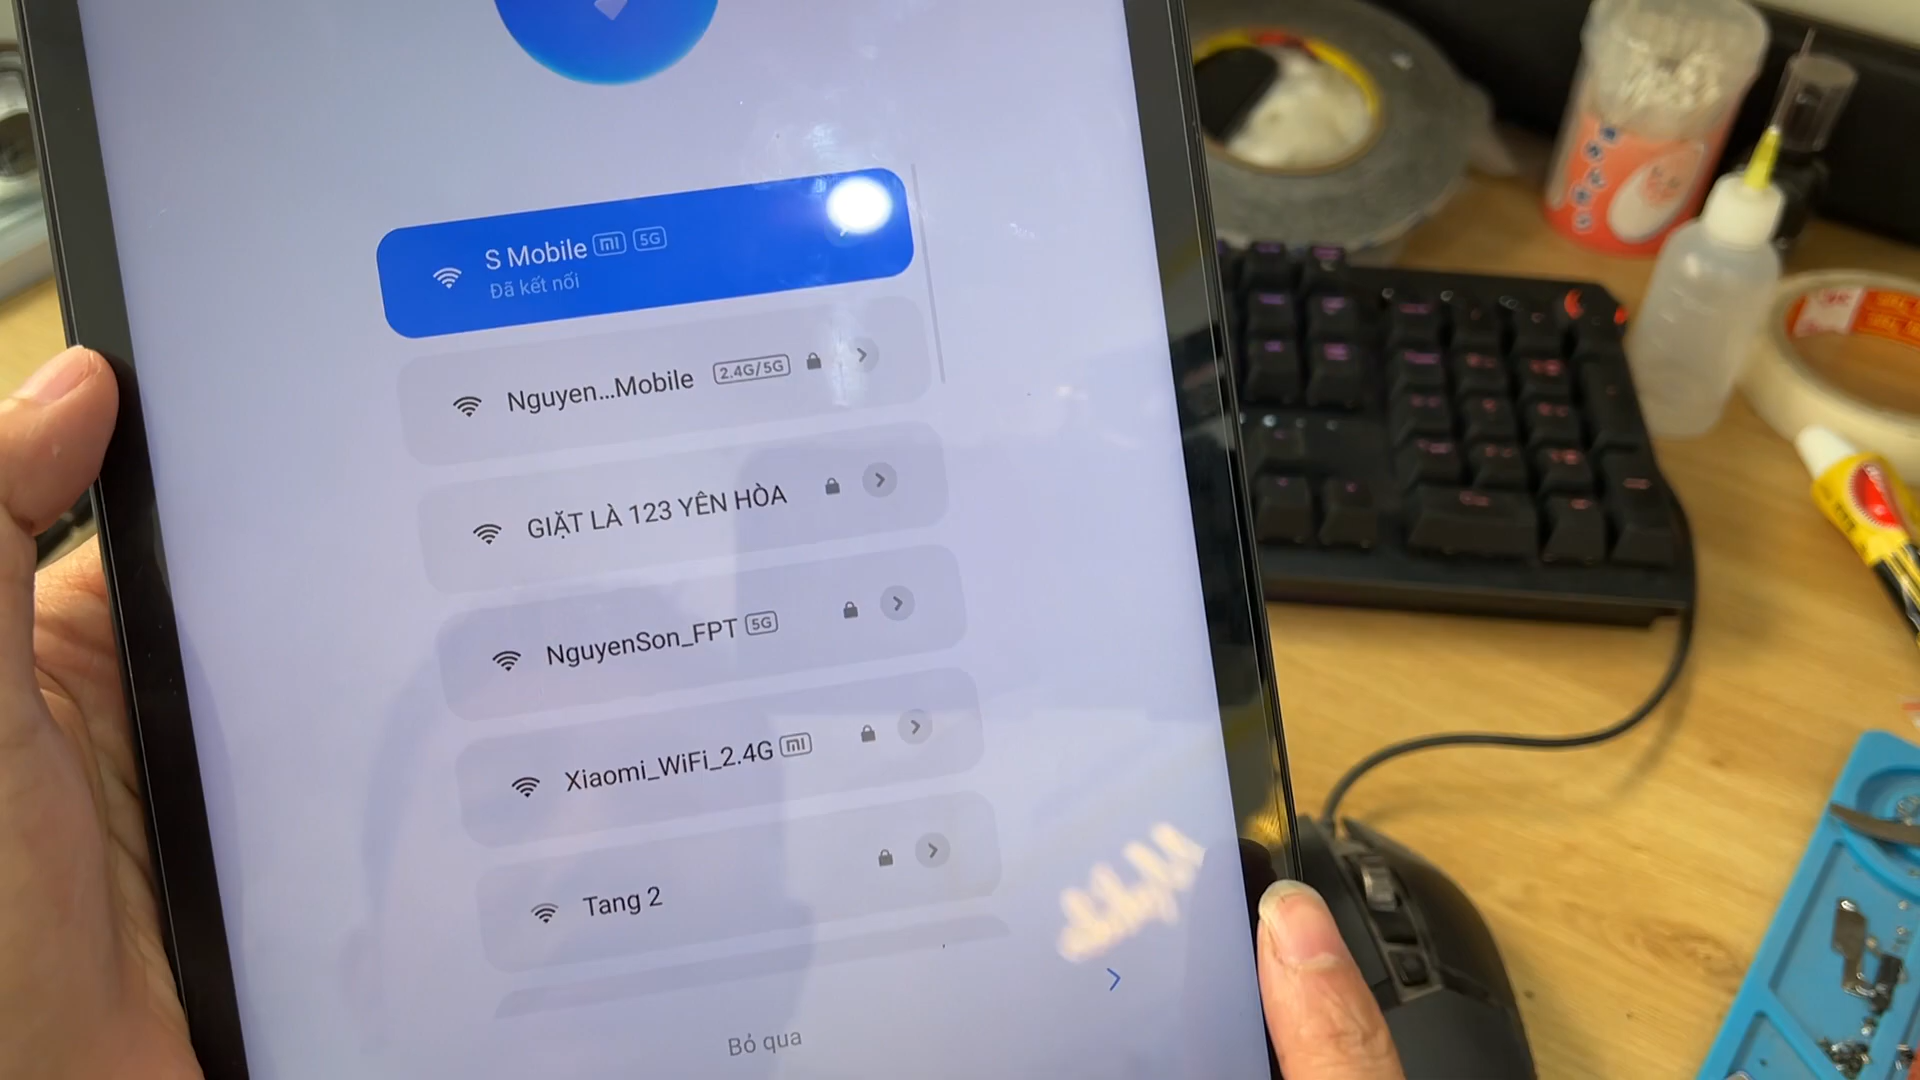 S Mobile mi 5G
Đã kết nối
Nguyen...Mobile 2.4G/5G
GIẶT LÀ 123 YÊN HÒA
NguyenSon_FPT 5G
Xiaomi_WiFi_2.4G mi
Tang 2
Bỏ qua